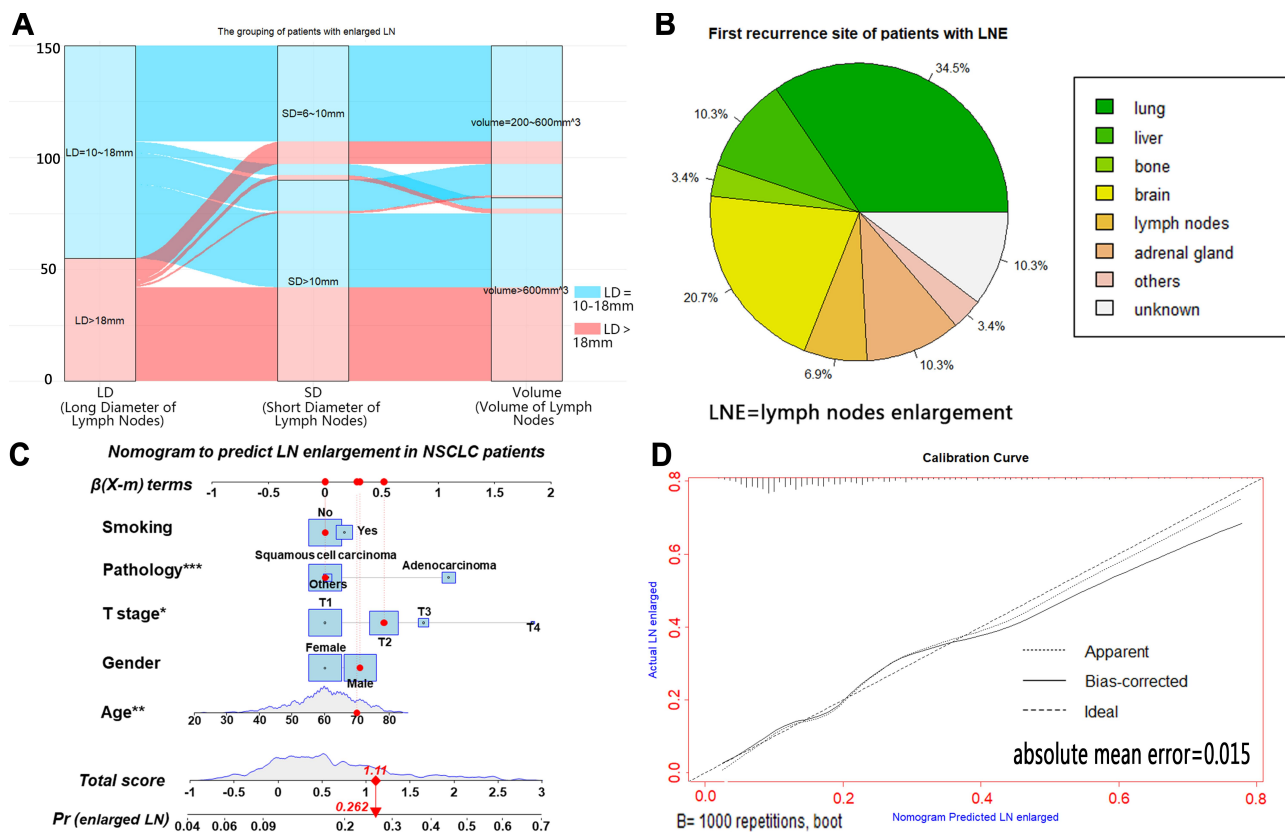 A
The grouping of patients with enlarged LN
150
100
50
0
LD=10~18mm
LD>18mm
SD=6~10mm
SD>10mm
volume=200~600mm^3
volume>600mm^3
LD =
10-18mm
LD >
18mm
LD
(Long Diameter of
Lymph Nodes)
SD
(Short Diameter of
Lymph Nodes)
Volume
(Volume of Lymph
Nodes
B
First recurrence site of patients with LNE
34.5%
10.3%
3.4%
20.7%
6.9%
10.3%
3.4%
10.3%
lung
liver
bone
brain
lymph nodes
adrenal gland
others
unknown
LNE=lymph nodes enlargement
C
Nomogram to predict LN enlargement in NSCLC patients
β(X-m) terms
-1 -0.5 0 0.5 1 1.5 2
Smoking
No
Yes
Pathology***
Squamous cell carcinoma
Others
Adenocarcinoma
T stage*
T1
T2
T3
T4
Gender
Female
Male
Age**
20 30 40 50 60 70 80
Total score
1.11
-1 -0.5 0 0.5 1 1.5 2 2.5 3
0.262
Pr (enlarged LN)
0.04 0.06 0.09 0.2 0.3 0.4 0.5 0.6 0.7
D
Calibration Curve
Actual LN enlarged
0.8
0.6
0.4
0.2
0.0
Apparent
Bias-corrected
Ideal
absolute mean error=0.015
0.0 0.2 0.4 0.6 0.8
B= 1000 repetitions, boot
Nomogram Predicted LN enlarged